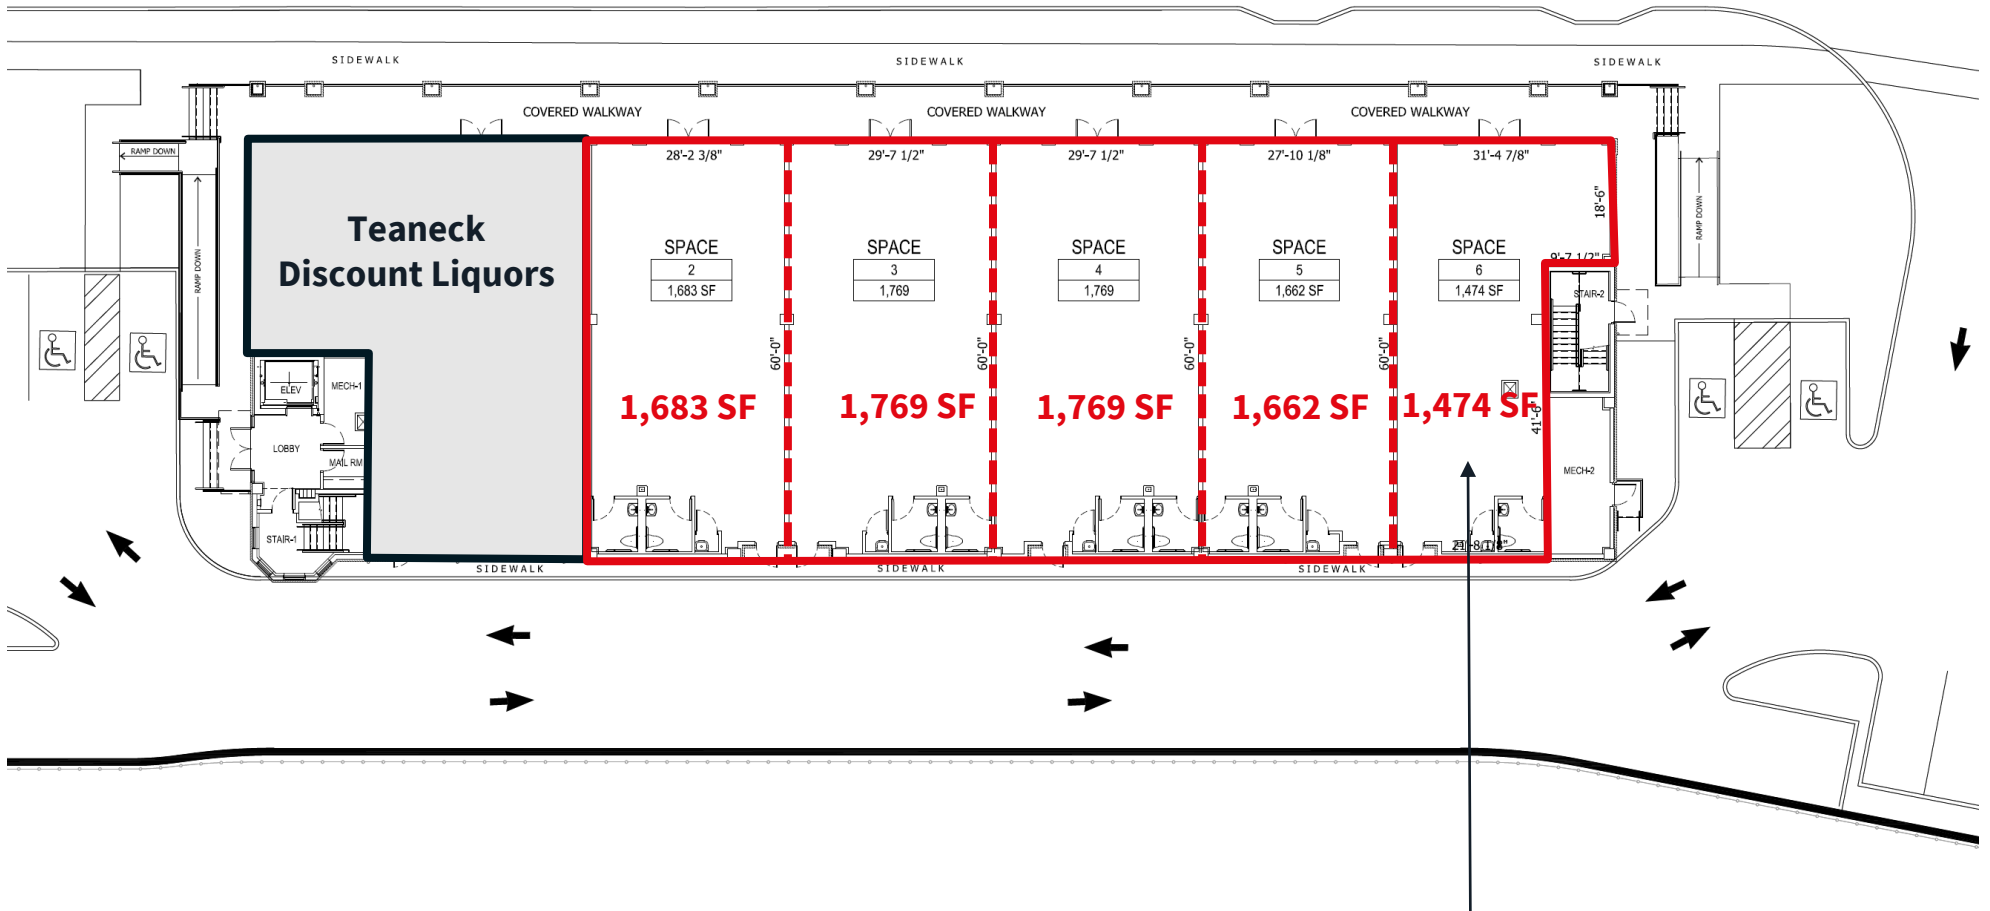 SIDEWALK
SIDEWALK
SIDEWALK
COVERED WALKWAY
COVERED WALKWAY
COVERED WALKWAY
RAMP DOWN
RAMP DOWN
RAMP DOWN
28'-2 3/8"
29'-7 1/2"
29'-7 1/2"
27'-10 1/8"
31'-4 7/8"
18'-6"
9'-7 1/2"
Teaneck
Discount Liquors
SPACE
2
1,683 SF
SPACE
3
1,769
SPACE
4
1,769
SPACE
5
1,662 SF
SPACE
6
1,474 SF
STAIR-2
60'-0"
60'-0"
60'-0"
60'-0"
41'-6"
ELEV
MECH-1
LOBBY
MAIL RM
STAIR-1
MECH-2
1,683 SF
1,769 SF
1,769 SF
1,662 SF
1,474 SF
SIDEWALK
SIDEWALK
SIDEWALK